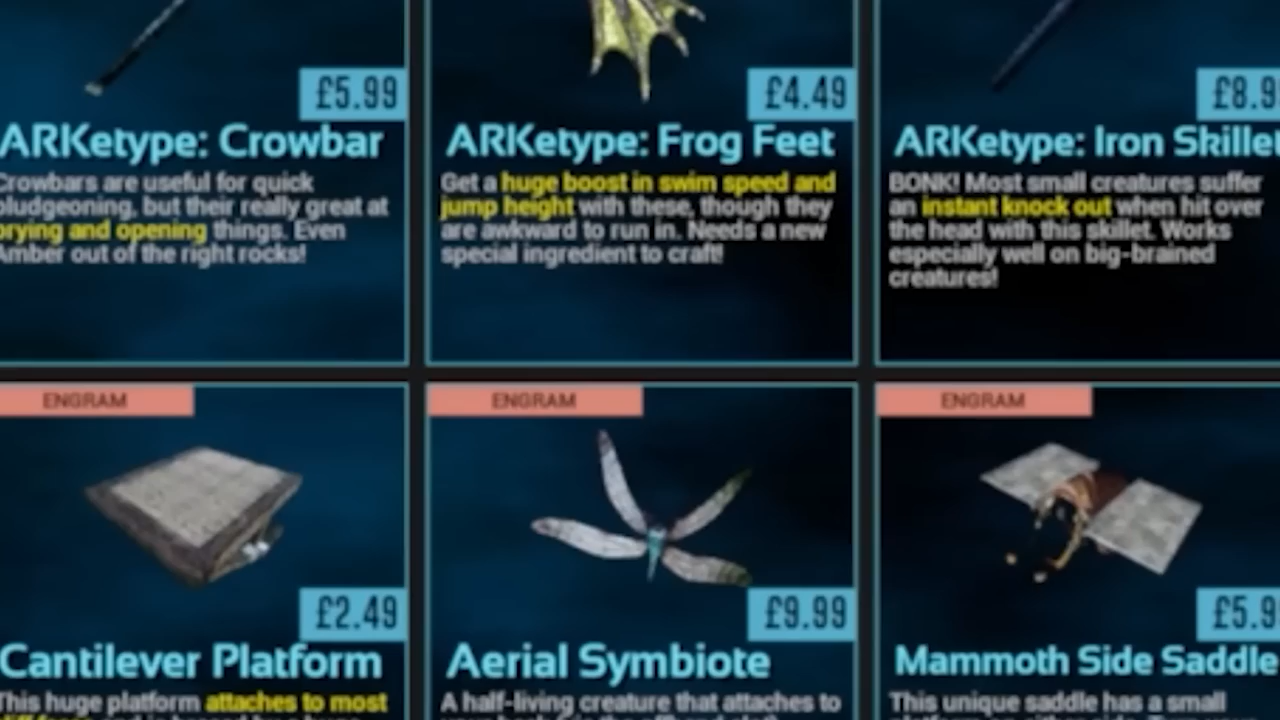 £5.99
ARKetype: Crowbar
Crowbars are useful for quick
bludgeoning, but their really great at
prying and opening things. Even
Amber out of the right rocks!
£4.49
ARKetype: Frog Feet
Get a huge boost in swim speed and
jump height with these, though they
are awkward to run in. Needs a new
special ingredient to craft!
£8.9
ARKetype: Iron Skillet
BONK! Most small creatures suffer
an instant knock out when hit over
the head with this skillet. Works
especially well on big-brained
creatures!
ENGRAM
£2.49
Cantilever Platform
This huge platform attaches to most
ENGRAM
£9.99
Aerial Symbiote
A half-living creature that attaches to
ENGRAM
£5.9
Mammoth Side Saddle
This unique saddle has a small